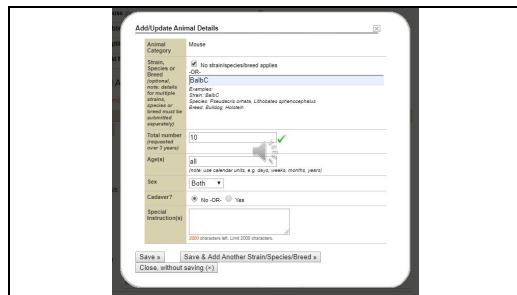 Add/Update Animal Details
Animal
Category
Mouse
Strain,
Species or
Breed
(optional,
note: details
for multiple
strains,
species or
breed must be
submitted
separately)
No strain/species/breed applies
-OR-
BalbC
Examples:
Strain: BalbC
Species: Pseudacris ornata, Lithobates sphenocephalus
Breed: Bulldog, Holstein
Total number
(requested
over 3 years)
10
Age(s)
all
(note: use calendar units, e.g. days, weeks, months, years)
Sex
Both
Cadaver?
No -OR- Yes
Special
Instruction(s)
2000 characters left. Limit 2000 characters.
Save » Save & Add Another Strain/Species/Breed »
Close, without saving (×)